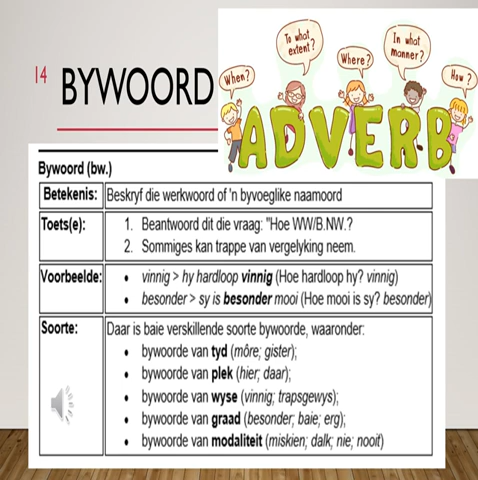 14
BYWOORD
When?
To what
extent?
Where?
In what
manner?
How?
ADVERB
Bywoord (bw.)
Betekenis: Beskryf die werkwoord of 'n byvoeglike naamoord
Toets(e): 1. Beantwoord dit die vraag: "Hoe WW/B.NW.?
2. Sommiges kan trappe van vergelyking neem.
Voorbeelde: • vinnig > hy hardloop vinnig (Hoe hardloop hy? vinnig)
• besonder > sy is besonder mooi (Hoe mooi is sy? besonder)
Soorte: Daar is baie verskillende soorte bywoorde, waaronder:
• bywoorde van tyd (môre; gister);
• bywoorde van plek (hier; daar);
• bywoorde van wyse (vinnig; trapsgewys);
• bywoorde van graad (besonder; baie; erg);
• bywoorde van modaliteit (miskien; dalk; nie; nooit)